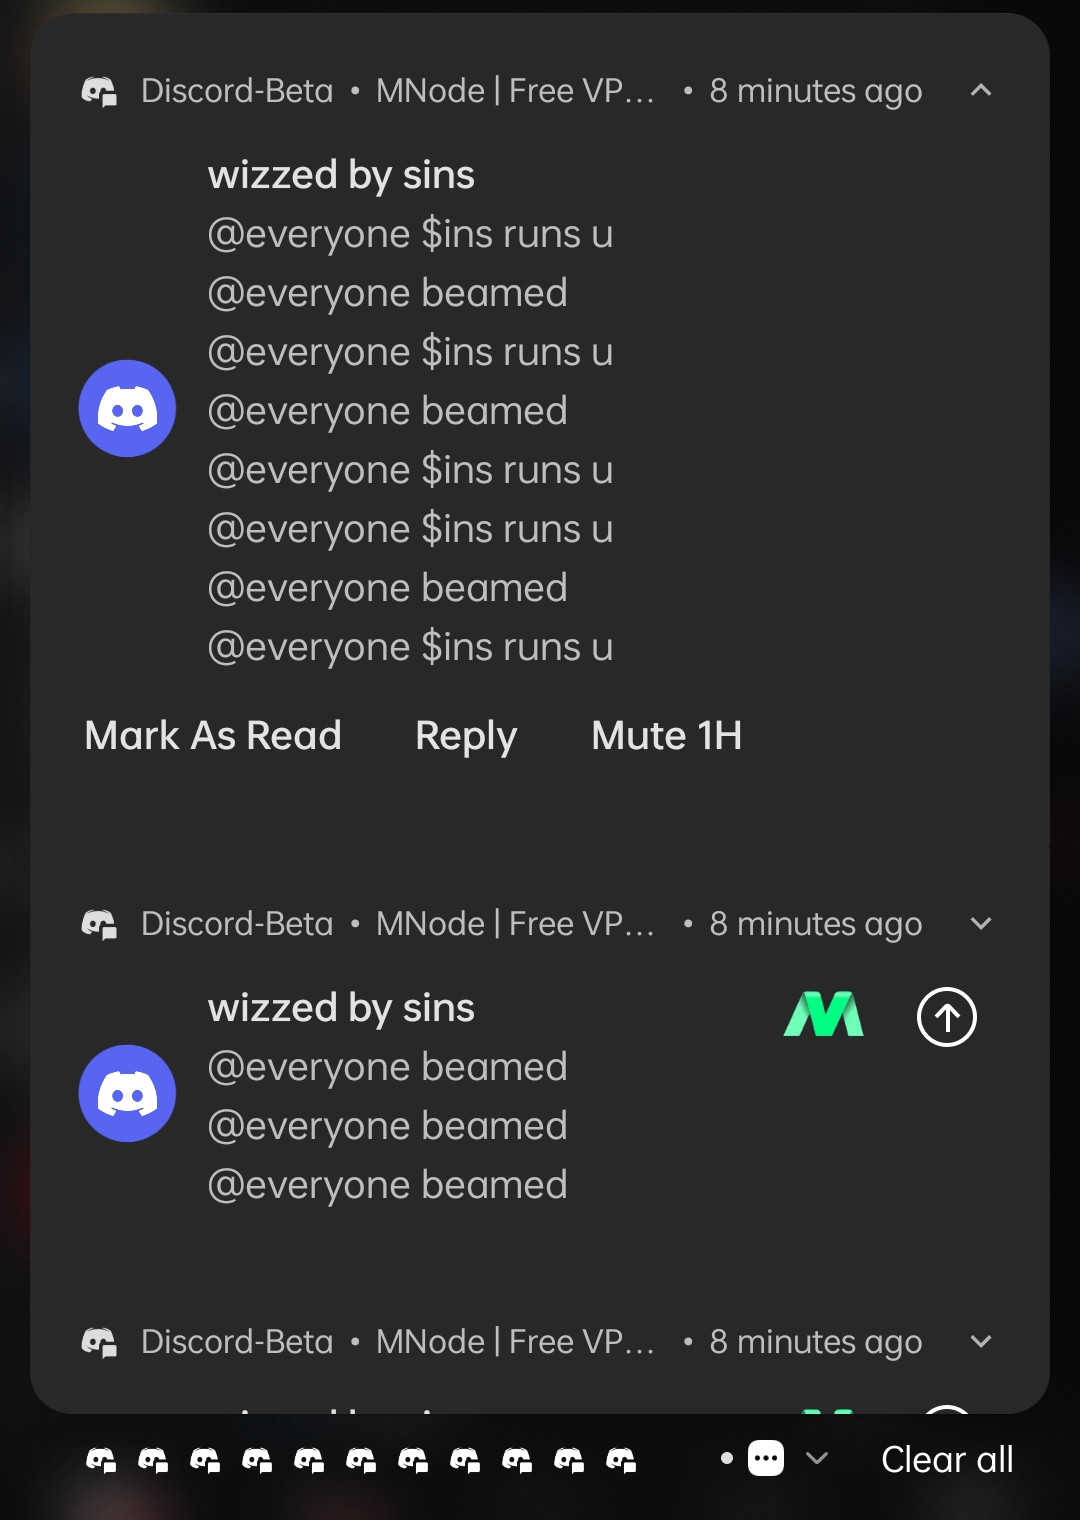 Discord-Beta • MNode | Free VP... • 8 minutes ago
wizzed by sins
@everyone $ins runs u
@everyone beamed
@everyone $ins runs u
@everyone beamed
@everyone $ins runs u
@everyone $ins runs u
@everyone beamed
@everyone $ins runs u
Mark As Read Reply Mute 1H
Discord-Beta • MNode | Free VP... • 8 minutes ago
wizzed by sins
@everyone beamed
@everyone beamed
@everyone beamed
Discord-Beta • MNode | Free VP... • 8 minutes ago
Clear all